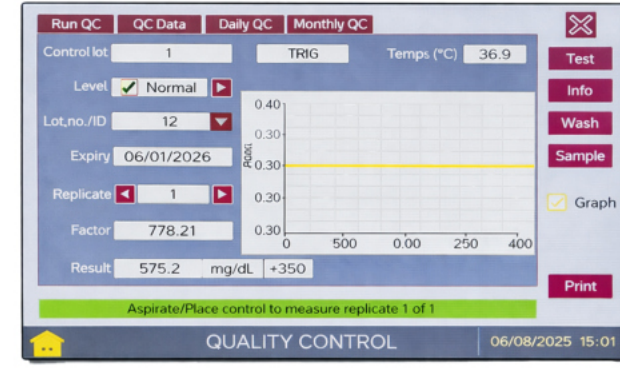 Run QC QC Data Daily QC Monthly QC
Control lot 1 TRIG Temps (°C) 36.9
Test
Level Normal
Info
Lot,no./ID 12
Wash
Expiry 06/01/2026
Sample
Replicate 1
Graph
Factor 778.21
0.40
0.30
0.30
0.30
0.30
0 500 0.00 250 400
Result 575.2 mg/dL +350
Print
Aspirate/Place control to measure replicate 1 of 1
QUALITY CONTROL 06/08/2025 15:01